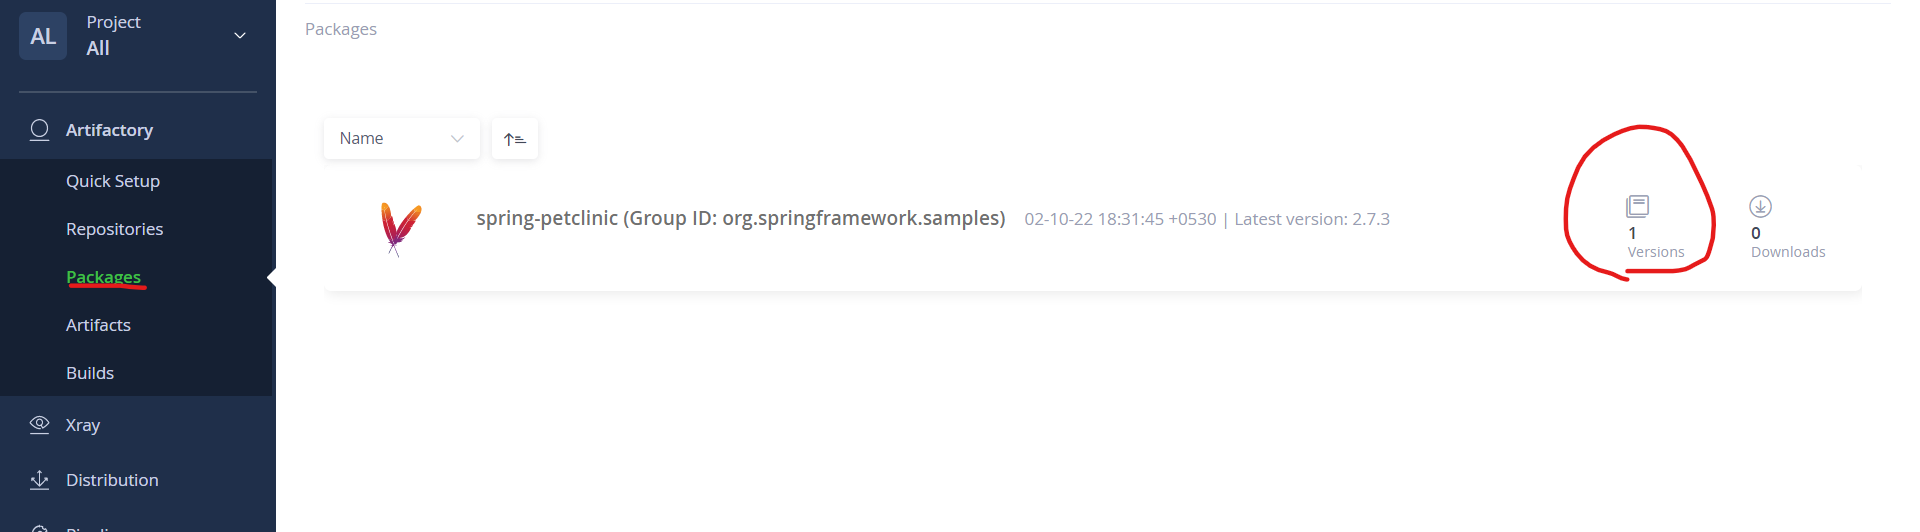 AL
Project
All
Artifactory
Quick Setup
Repositories
Packages
Artifacts
Builds
Xray
Distribution
Packages
Name
spring-petclinic (Group ID: org.springframework.samples) 02-10-22 18:31:45 +0530 | Latest version: 2.7.3
1
Versions
0
Downloads